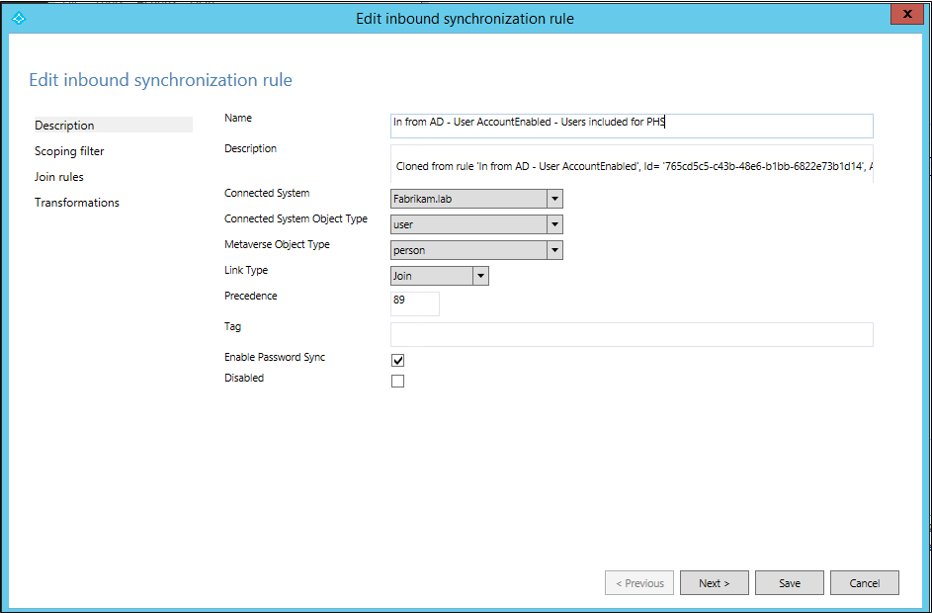 Edit inbound synchronization rule
x
Edit inbound synchronization rule
Description
Scoping filter
Join rules
Transformations
Name
In from AD - User AccountEnabled - Users included for PHS
Description
Cloned from rule 'In from AD - User AccountEnabled', Id= '765cd5c5-c43b-48e6-b1bb-6822e73b1d14', A
Connected System
Fabrikam.lab
Connected System Object Type
user
Metaverse Object Type
person
Link Type
Join
Precedence
89
Tag
Enable Password Sync
Disabled
< Previous
Next >
Save
Cancel